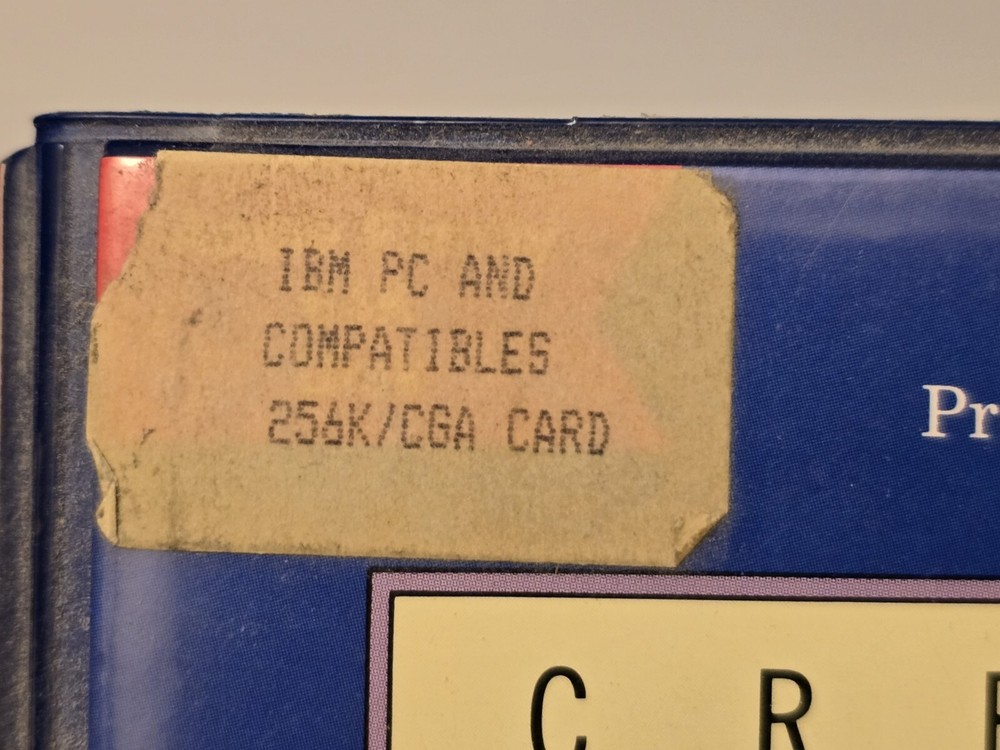 IBM PC AND
COMPATIBLES
256K/CGA CARD
Pr
C R